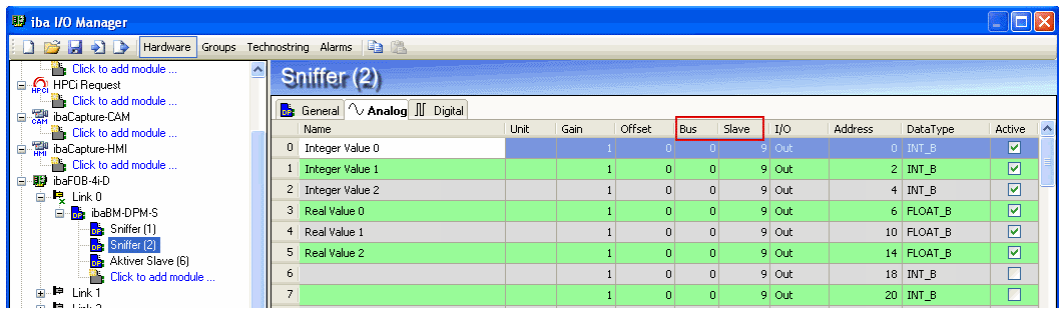 iba I/O Manager
Hardware Groups Technostring Alarms
Click to add module ...
HPCi Request
Click to add module ...
ibaCapture-CAM
Click to add module ...
ibaCapture-HMI
Click to add module ...
ibaFOB-4i-D
Link 0
ibaBM-DPM-S
Sniffer (1)
Sniffer (2)
Aktiver Slave (6)
Click to add module ...
Link 1
Sniffer (2)
General Analog Digital
Name Unit Gain Offset Bus Slave I/O Address DataType Active
0 Integer Value 0 1 0 0 9 Out 0 INT_B
1 Integer Value 1 1 0 0 9 Out 2 INT_B
2 Integer Value 2 1 0 0 9 Out 4 INT_B
3 Real Value 0 1 0 0 9 Out 6 FLOAT_B
4 Real Value 1 1 0 0 9 Out 10 FLOAT_B
5 Real Value 2 1 0 0 9 Out 14 FLOAT_B
6 1 0 0 9 Out 18 INT_B
7 1 0 0 9 Out 20 INT_B